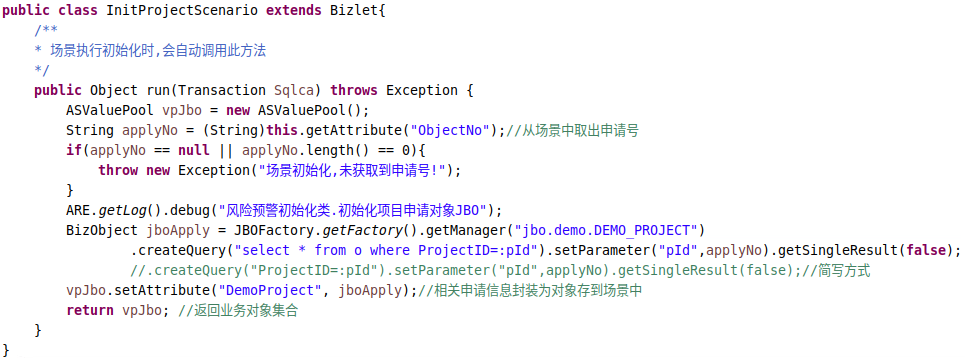 public class InitProjectScenario extends Bizlet{
    /**
    * 场景执行初始化时,会自动调用此方法
    */
    public Object run(Transaction Sqlca) throws Exception {
        ASValuePool vpJbo = new ASValuePool();
        String applyNo = (String)this.getAttribute("ObjectNo");//从场景中取出申请号
        if(applyNo == null || applyNo.length() == 0){
            throw new Exception("场景初始化,未获取到申请号!");
        }
        ARE.getLog().debug("风险预警初始化类.初始化项目申请对象JBO");
        BizObject jboApply = JBOFactory.getFactory().getManager("jbo.demo.DEMO_PROJECT")
                .createQuery("select * from o where ProjectID=:pId").setParameter("pId",applyNo).getSingleResult(false);
                //.createQuery("ProjectID=:pId").setParameter("pId",applyNo).getSingleResult(false);//简写方式
        vpJbo.setAttribute("DemoProject", jboApply);//相关申请信息封装为对象存到场景中
        return vpJbo; //返回业务对象集合
    }
}